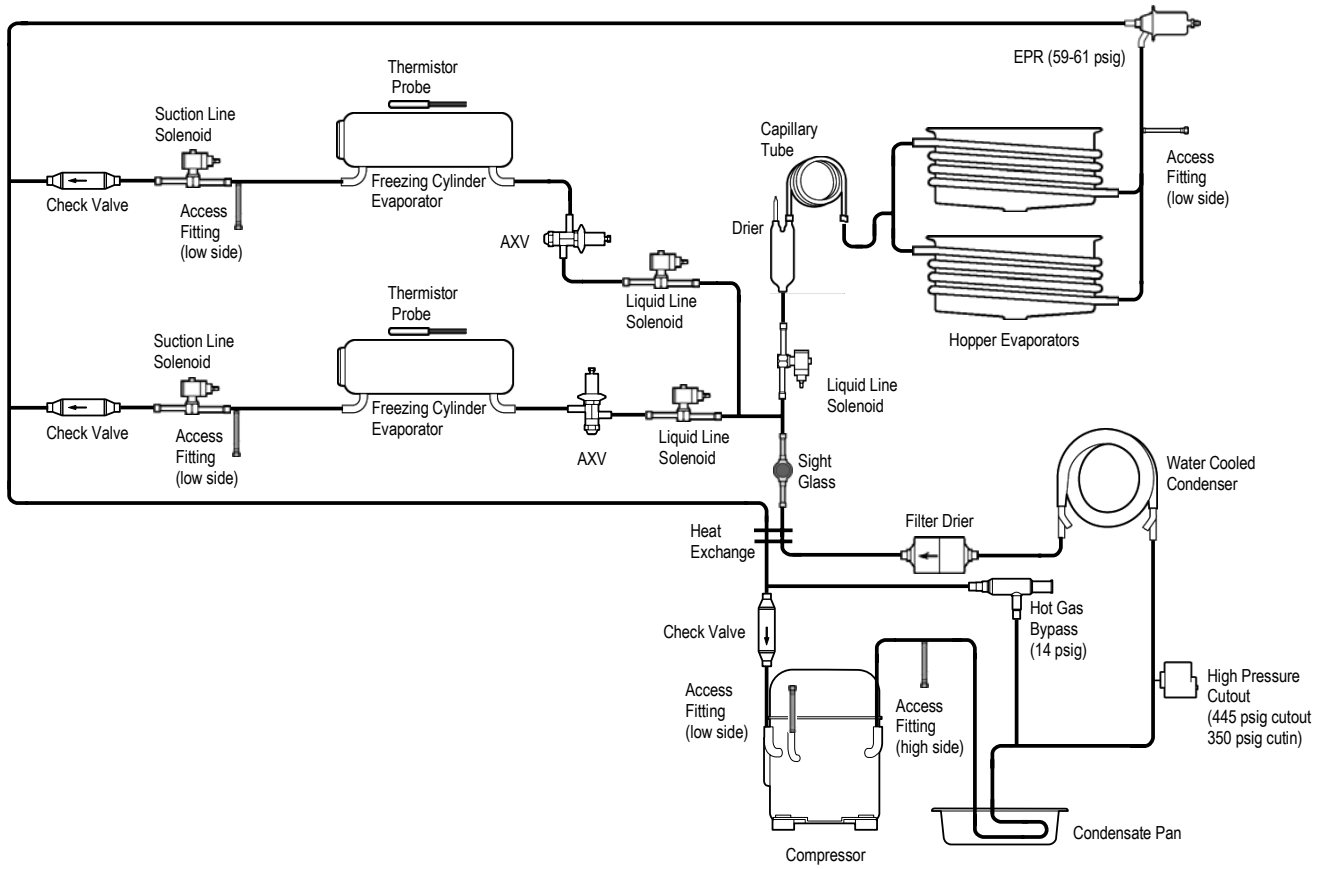 EPR (59-61 psig)
Thermistor
Probe
Suction Line
Solenoid
Capillary
Tube
Access
Fitting
(low side)
Freezing Cylinder
Evaporator
Check Valve
Access
Fitting
(low side)
Drier
AXV
Liquid Line
Solenoid
Thermistor
Probe
Hopper Evaporators
Suction Line
Solenoid
Liquid Line
Solenoid
Freezing Cylinder
Evaporator
Check Valve
Access
Fitting
(low side)
Liquid Line
Solenoid
AXV
Sight
Glass
Water Cooled
Condenser
Filter Drier
Heat
Exchange
Hot Gas
Bypass
(14 psig)
Check Valve
High Pressure
Cutout
(445 psig cutout
350 psig cutin)
Access
Fitting
(low side)
Access
Fitting
(high side)
Condensate Pan
Compressor